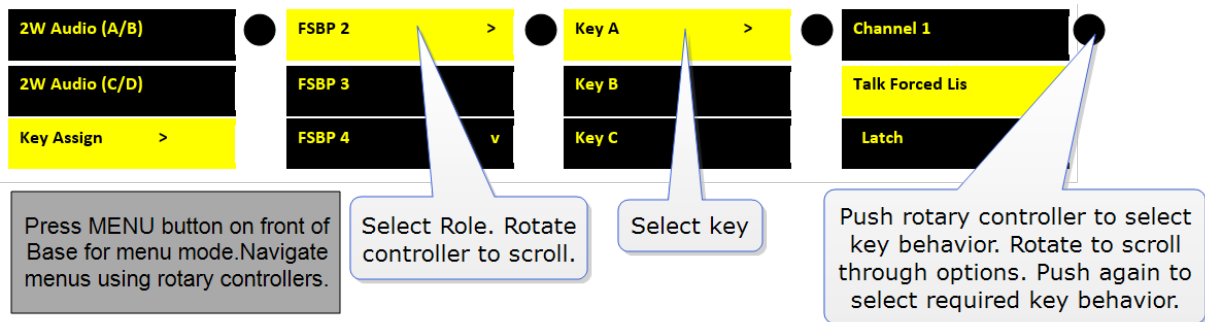 2W Audio (A/B)
2W Audio (C/D)
Key Assign >
FSBP 2 >
FSBP 3
FSBP 4 v
Key A >
Key B
Key C
Channel 1
Talk Forced Lis
Latch
Press MENU button on front of
Base for menu mode.Navigate
menus using rotary controllers.
Select Role. Rotate
controller to scroll.
Select key
Push rotary controller to select
key behavior. Rotate to scroll
through options. Push again to
select required key behavior.